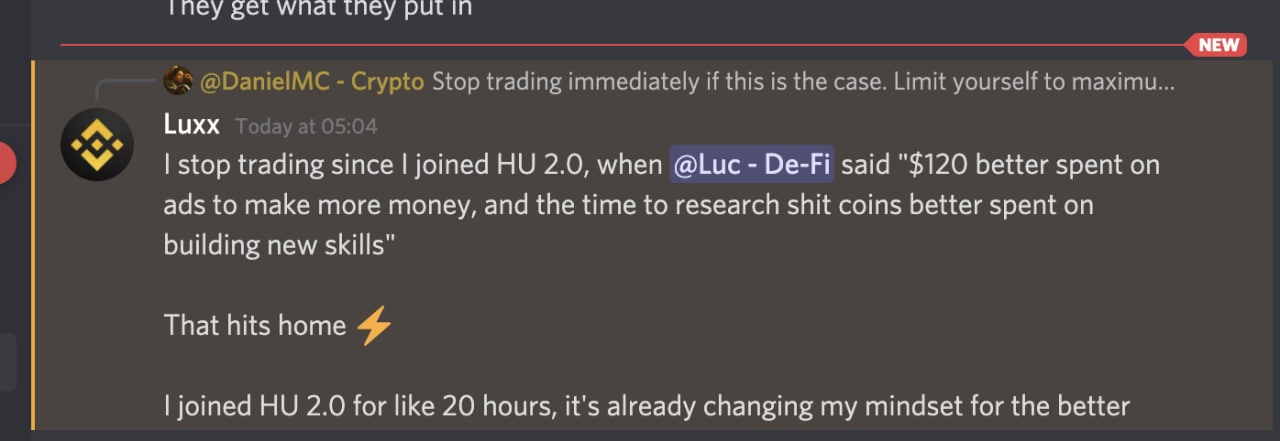 They get what they put in
NEW
@DanielMC - Crypto Stop trading immediately if this is the case. Limit yourself to maximu...
Luxx Today at 05:04
I stop trading since I joined HU 2.0, when @Luc - De-Fi said "$120 better spent on
ads to make more money, and the time to research shit coins better spent on
building new skills"
That hits home ⚡
I joined HU 2.0 for like 20 hours, it's already changing my mindset for the better